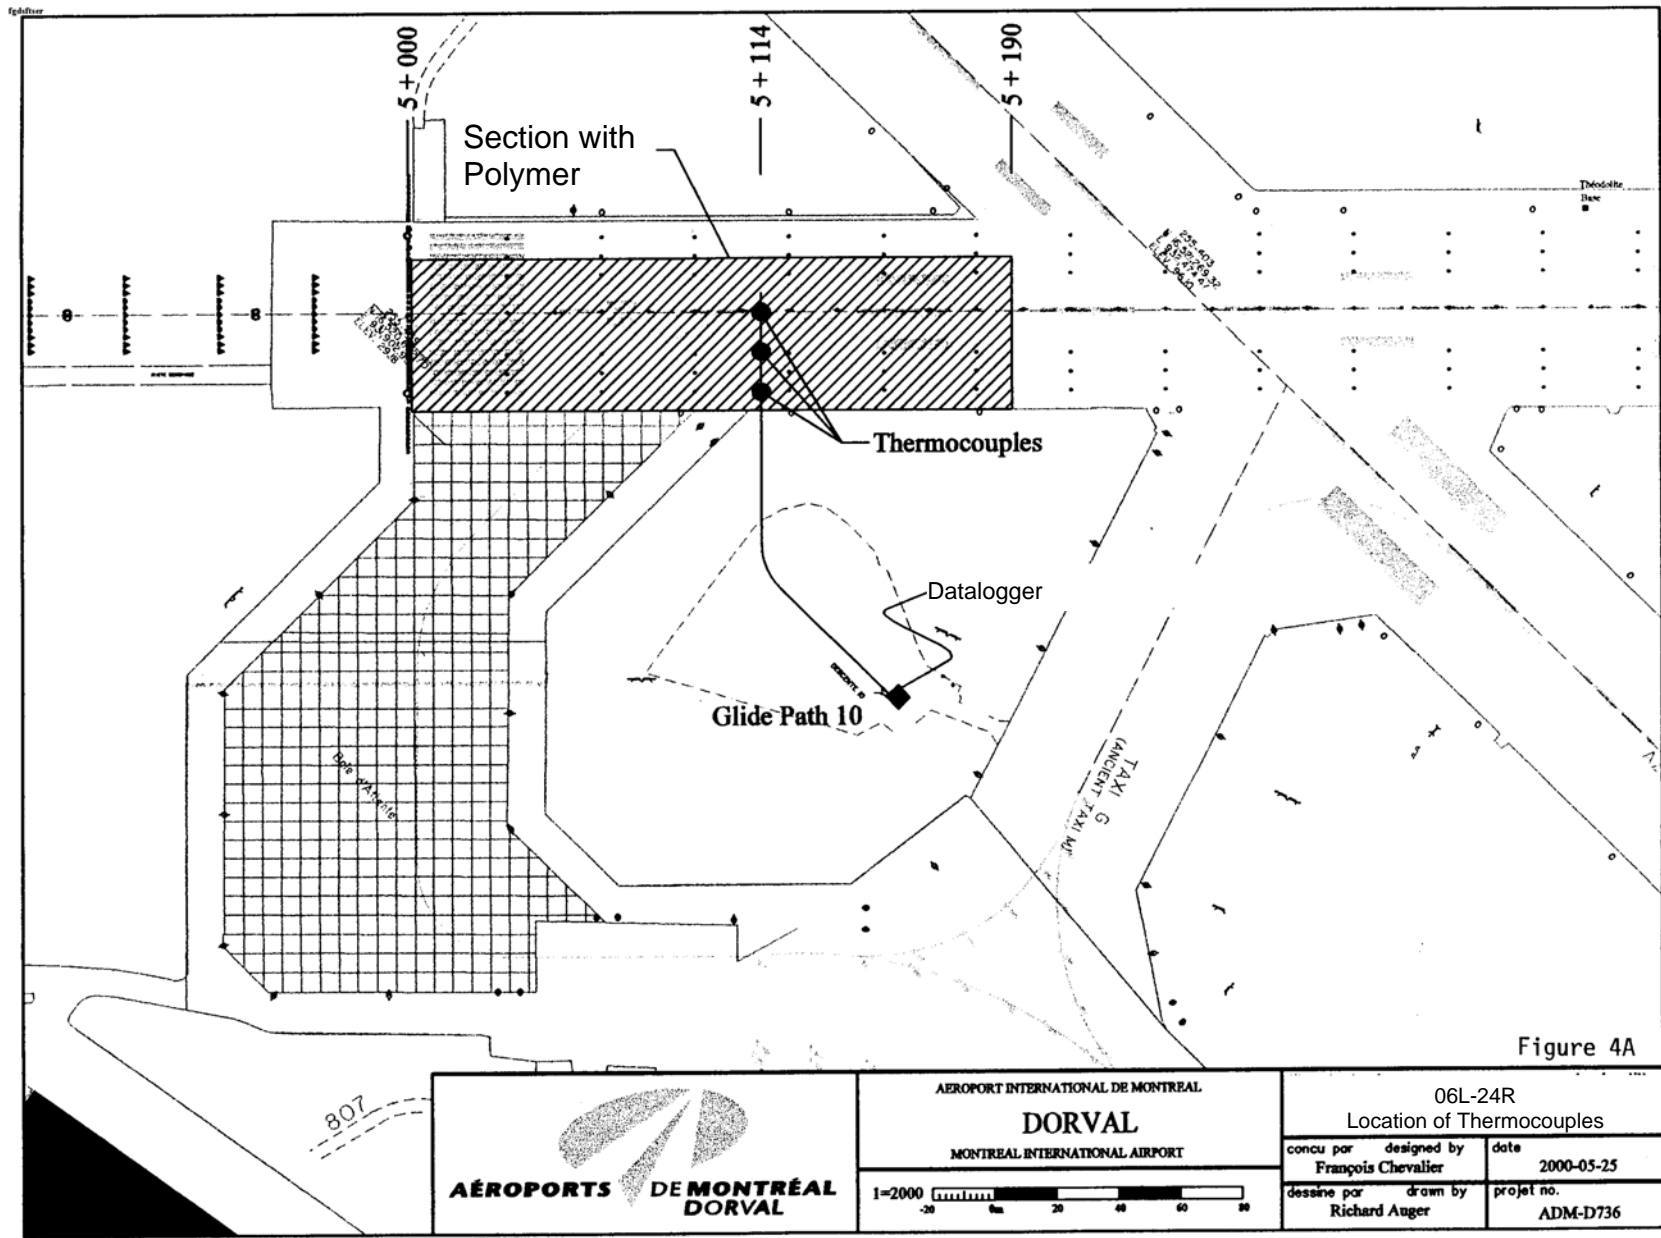 fgdsftser
5 + 000
5 + 114
5 + 190
Section with
Polymer
Théodolite
Base
Thermocouples
Datalogger
Glide Path 10
Baie d'Attente
TAXI G
(ANCIENT TAXI M)
807
Figure 4A
AÉROPORTS DE MONTRÉAL
DORVAL
AEROPORT INTERNATIONAL DE MONTREAL
DORVAL
MONTREAL INTERNATIONAL AIRPORT
1=2000
-20 0m 20 40 60 80
06L-24R
Location of Thermocouples
concu par designed by
François Chevalier
date
2000-05-25
dessine par drawn by
Richard Auger
projet no.
ADM-D736